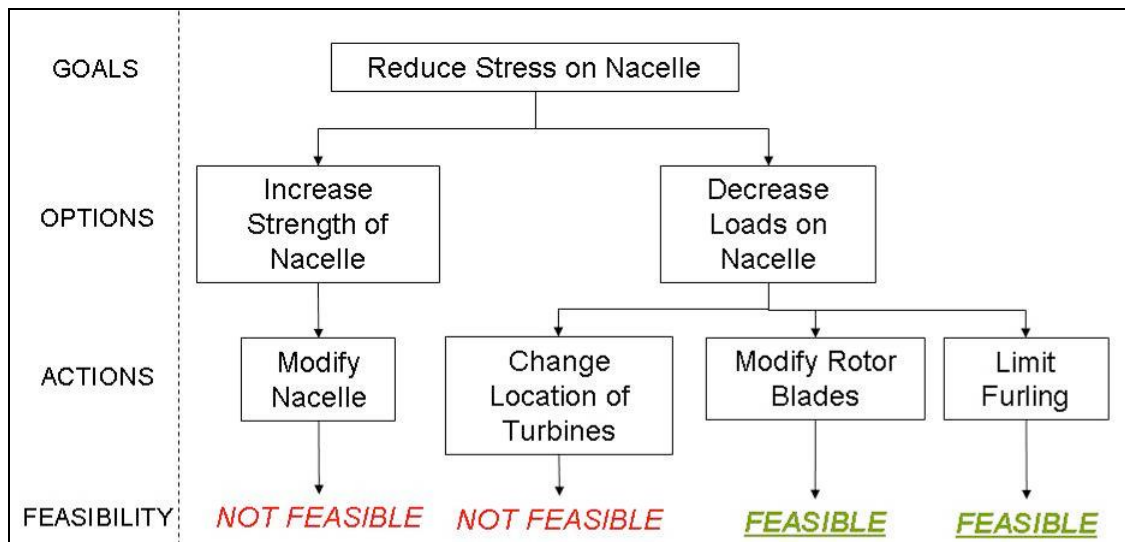 GOALS
Reduce Stress on Nacelle
OPTIONS
Increase
Strength of
Nacelle
Decrease
Loads on
Nacelle
ACTIONS
Modify
Nacelle
Change
Location of
Turbines
Modify Rotor
Blades
Limit
Furling
FEASIBILITY
NOT FEASIBLE
NOT FEASIBLE
FEASIBLE
FEASIBLE